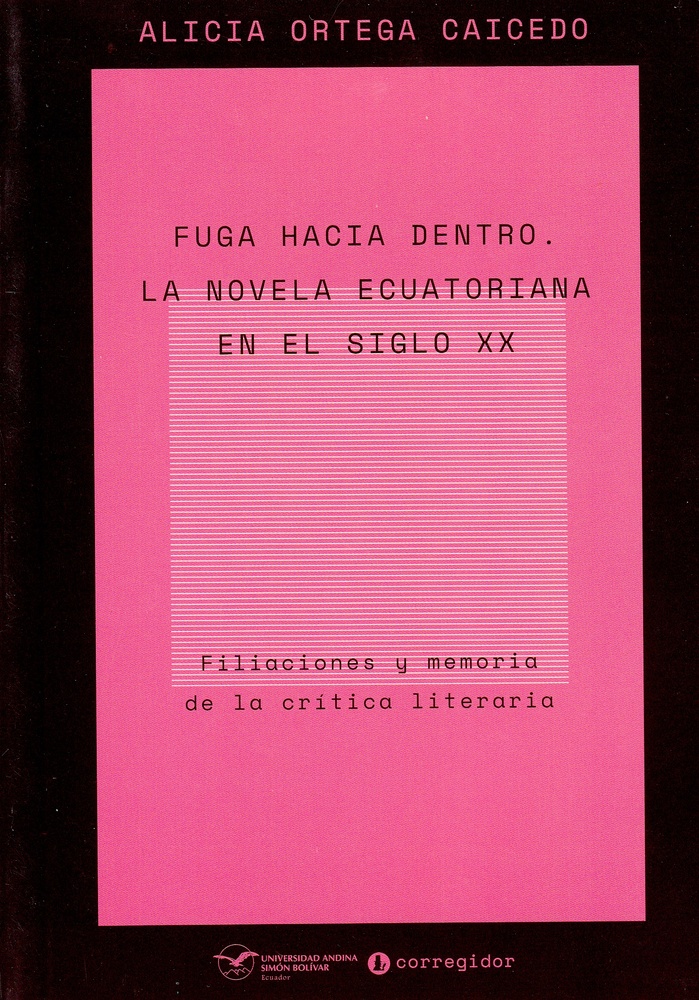 ALICIA ORTEGA CAICEDO
FUGA HACIA DENTRO.
LA NOVELA ECUATORIANA
EN EL SIGLO XX
Filiaciones y memoria
de la crítica literaria
UNIVERSIDAD ANDINA
SIMÓN BOLÍVAR
Ecuador
corregidor